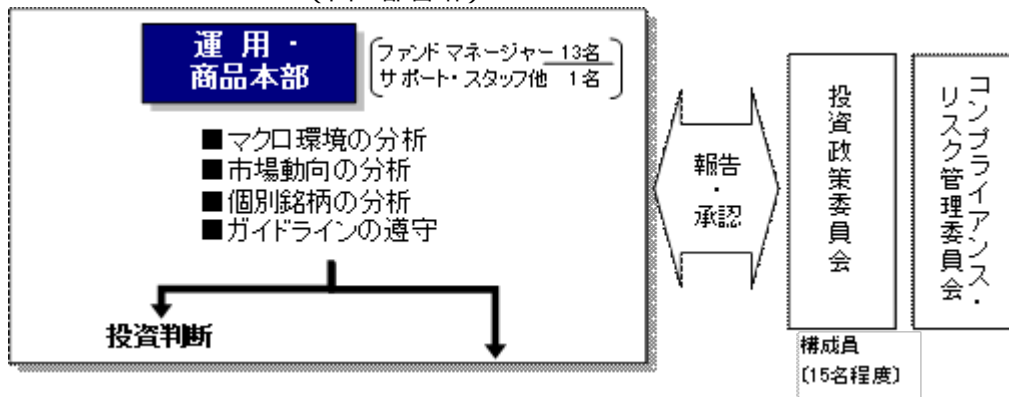 運用・
商品本部
ファンドマネージャー 13名
サポート・スタッフ他 1名
■マクロ環境の分析
■市場動向の分析
■個別銘柄の分析
■ガイドラインの遵守
投資判断
報告
・
承認
投資政策委員会
構成員
(15名程度)
コンプライアンス・
リスク管理委員会